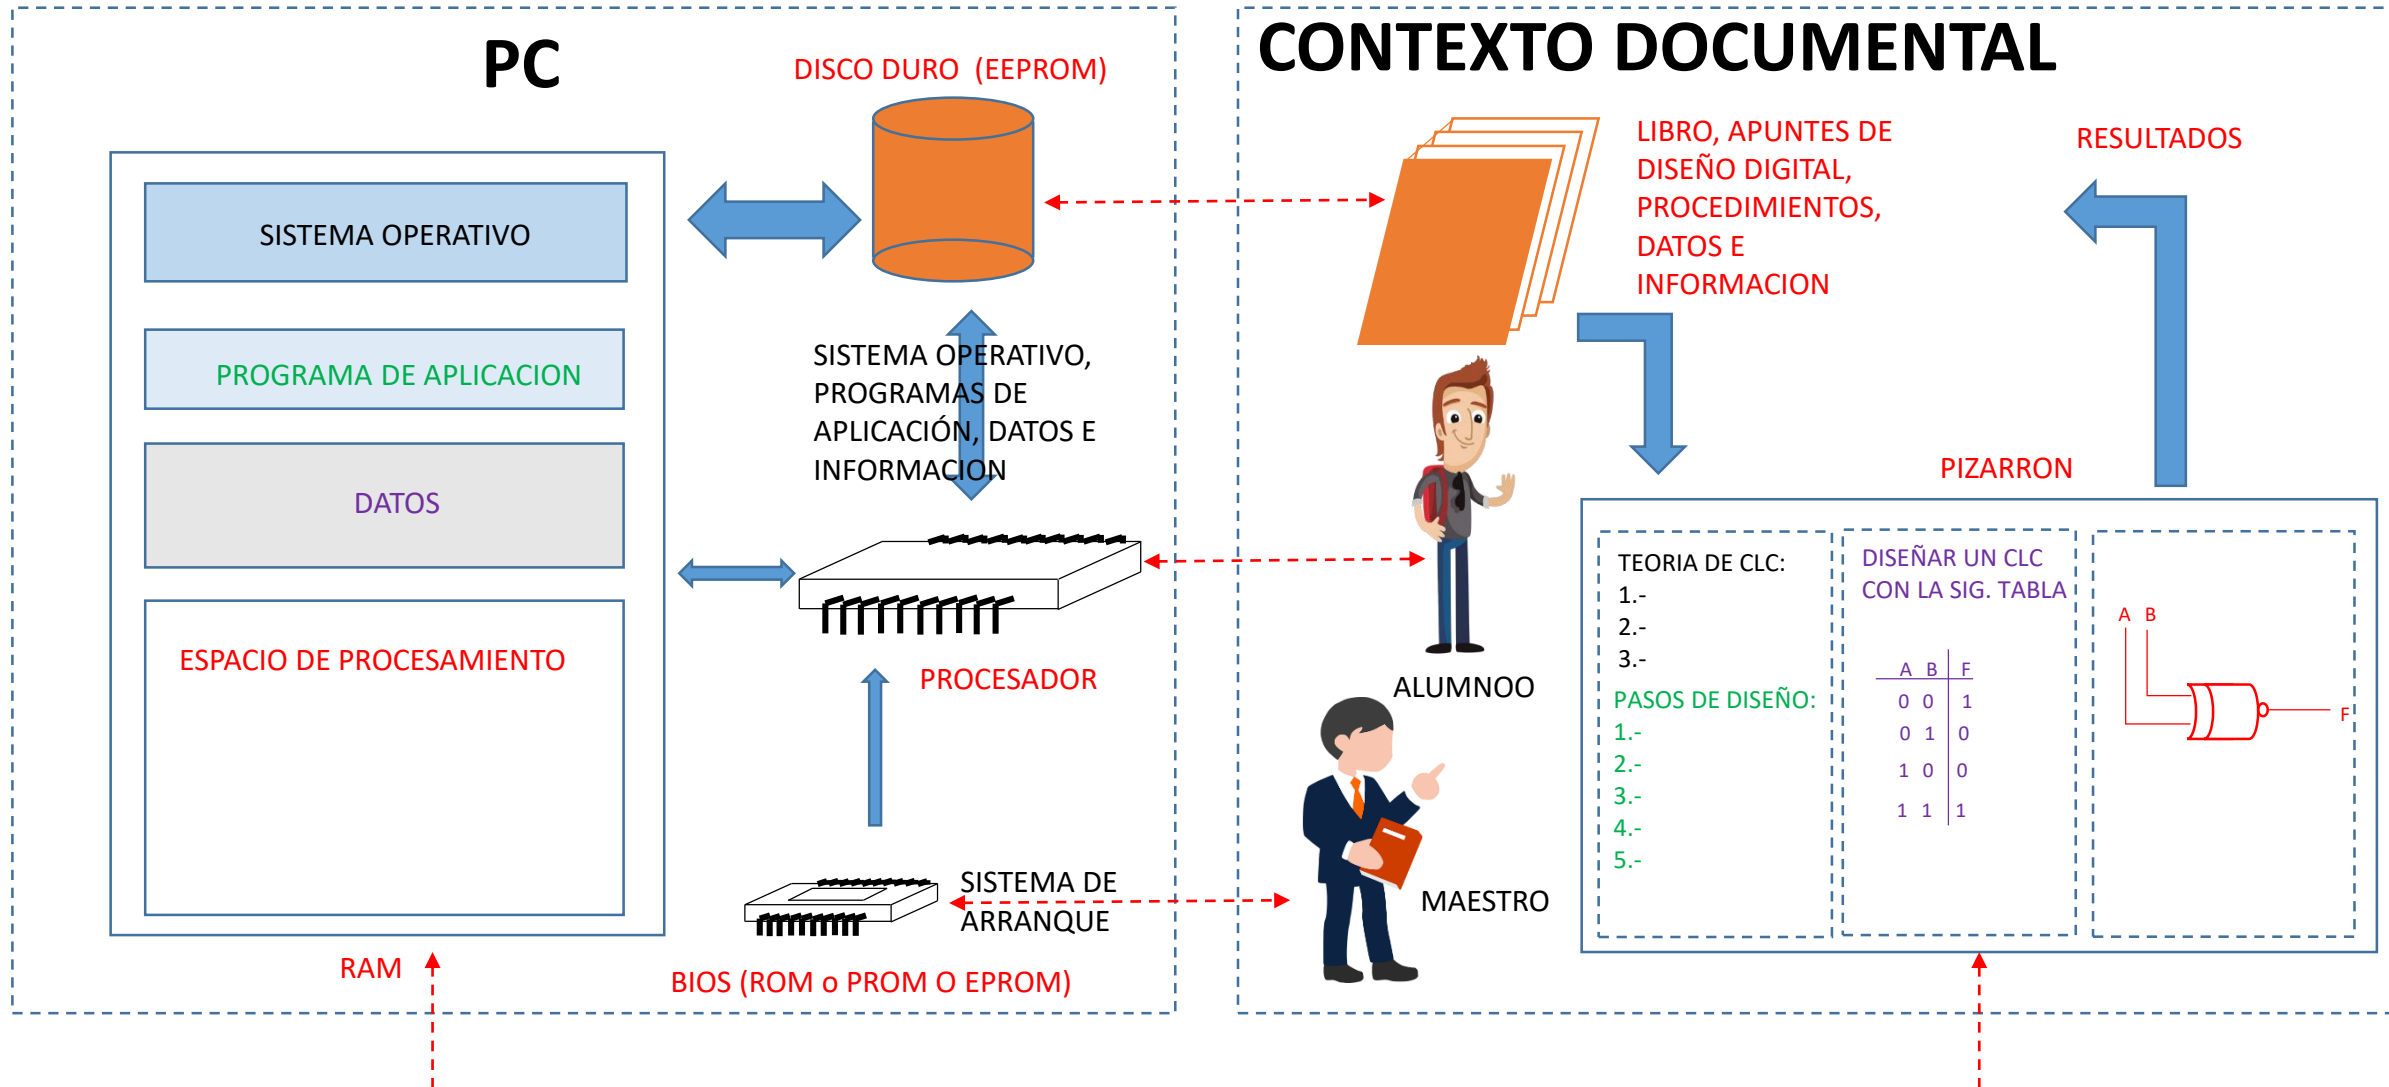 PC
DISCO DURO (EEPROM)
SISTEMA OPERATIVO
PROGRAMA DE APLICACION
DATOS
ESPACIO DE PROCESAMIENTO
RAM
SISTEMA OPERATIVO,
PROGRAMAS DE
APLICACIÓN, DATOS E
INFORMACION
PROCESADOR
SISTEMA DE
ARRANQUE
BIOS (ROM o PROM O EPROM)
CONTEXTO DOCUMENTAL
LIBRO, APUNTES DE
DISEÑO DIGITAL,
PROCEDIMIENTOS,
DATOS E
INFORMACION
RESULTADOS
ALUMNOO
MAESTRO
PIZARRON
TEORIA DE CLC:
1.-
2.-
3.-
PASOS DE DISEÑO:
1.-
2.-
3.-
4.-
5.-
DISEÑAR UN CLC
CON LA SIG. TABLA
A B F
0 0 1
0 1 0
1 0 0
1 1 1
A B
F